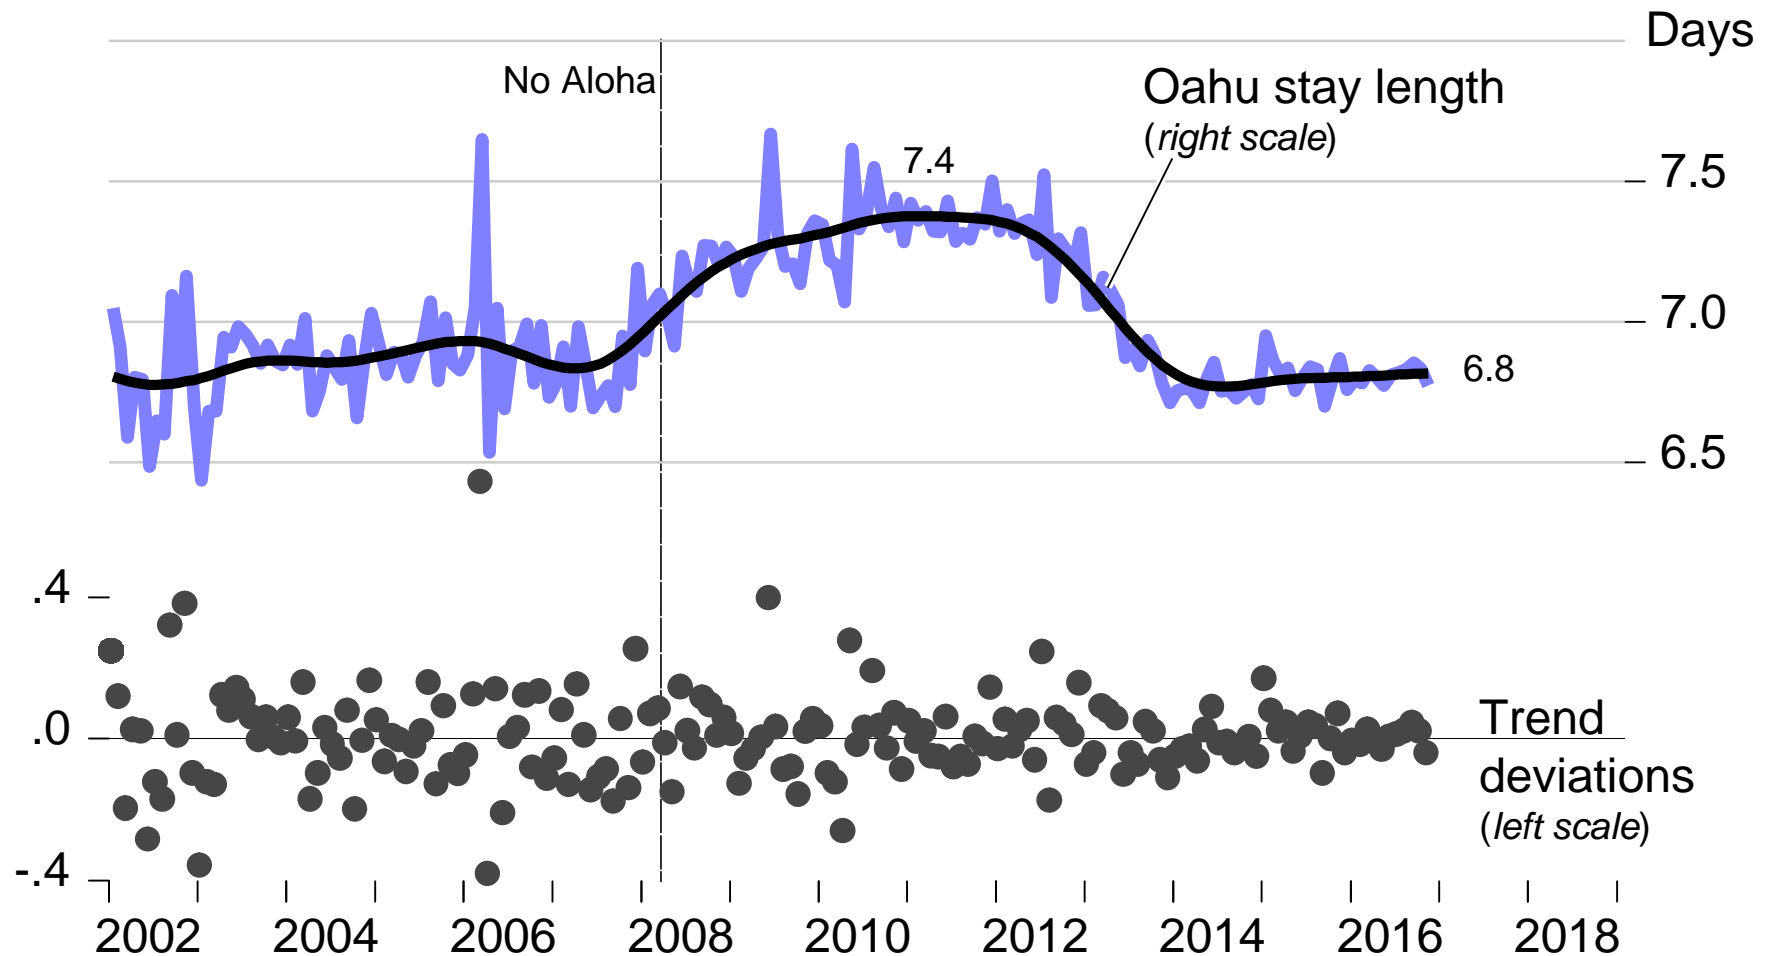 Days
No Aloha
Oahu stay length
(right scale)
7.4
7.5
7.0
6.8
6.5
.4
.0
Trend
deviations
(left scale)
-.4
2002 2004 2006 2008 2010 2012 2014 2016 2018